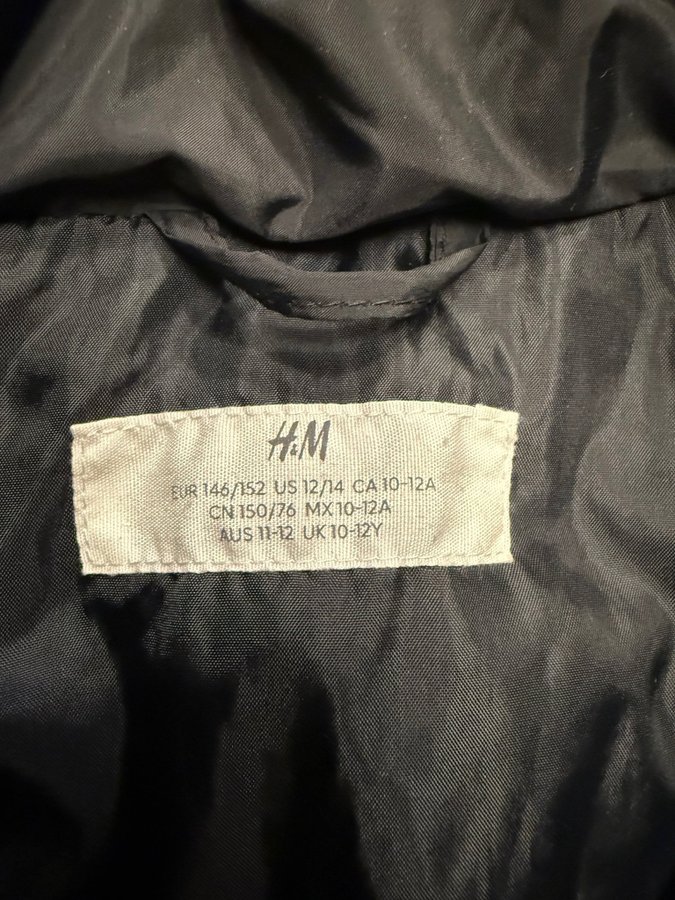 H&M
EUR 146/152 US 12/14 CA 10-12A
CN 150/76 MX 10-12A
AUS 11-12 UK 10-12Y